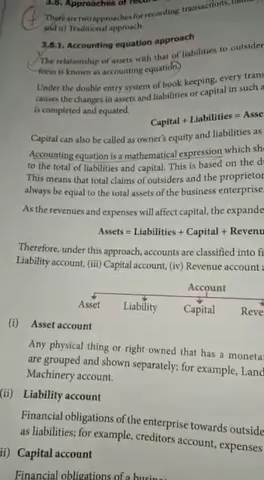 3.6. Approaches of
There are two approaches for recording transactions,
and ii) Traditional approach.
3.6.1. Accounting equation approach
The relationship of assets with that of liabilities to outsider
form is known as accounting equation.
Under the double entry system of book keeping, every trans
causes the changes in assets and liabilities or capital in such a
is completed and equated.
Capital + Liabilities = Asse
Capital can also be called as owner's equity and liabilities as
Accounting equation is a mathematical expression which sh
to the total of liabilities and capital. This is based on the d
This means that total claims of outsiders and the proprietor
always be equal to the total assets of the business enterprise
As the revenues and expenses will affect capital, the expande
Assets = Liabilities + Capital + Revenu
Therefore, under this approach, accounts are classified into fi
Liability account, (iii) Capital account, (iv) Revenue account a
Account
Asset Liability Capital Reve
(i) Asset account
Any physical thing or right owned that has a moneta
are grouped and shown separately; for example, Land
Machinery account.
(ii) Liability account
Financial obligations of the enterprise towards outside
as liabilities; for example, creditors account, expenses
ii) Capital account
Financial obligations of a busin